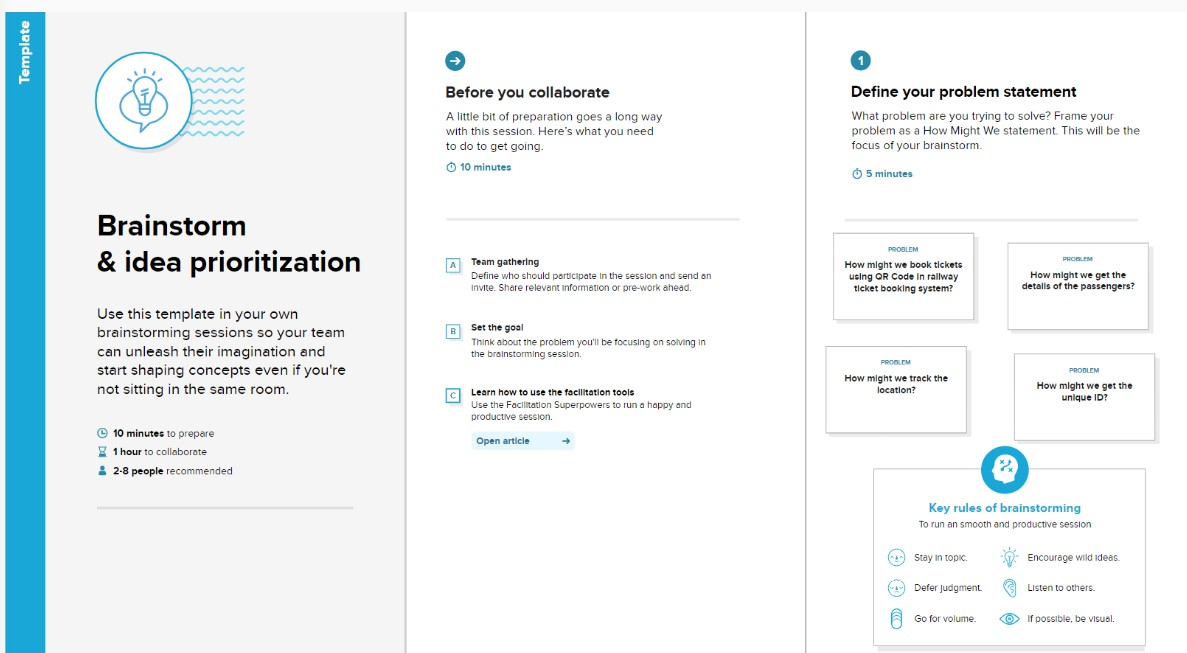 Template
Brainstorm
& idea prioritization
Use this template in your own
brainstorming sessions so your team
can unleash their imagination and
start shaping concepts even if you're
not sitting in the same room.
10 minutes to prepare
1 hour to collaborate
2-8 people recommended
Before you collaborate
A little bit of preparation goes a long way
with this session. Here's what you need
to do to get going.
10 minutes
A
Team gathering
Define who should participate in the session and send an
invite. Share relevant information or pre-work ahead.
B
Set the goal
Think about the problem you'll be focusing on solving in
the brainstorming session.
C
Learn how to use the facilitation tools
Use the Facilitation Superpowers to run a happy and
productive session.
Open article
1
Define your problem statement
What problem are you trying to solve? Frame your
problem as a How Might We statement. This will be the
focus of your brainstorm.
5 minutes
PROBLEM
How might we book tickets
using QR Code in railway
ticket booking system?
PROBLEM
How might we get the
details of the passengers?
PROBLEM
How might we track the
location?
PROBLEM
How might we get the
unique ID?
Key rules of brainstorming
To run an smooth and productive session
Stay in topic.
Encourage wild ideas.
Defer judgment.
Listen to others.
Go for volume.
If possible, be visual.